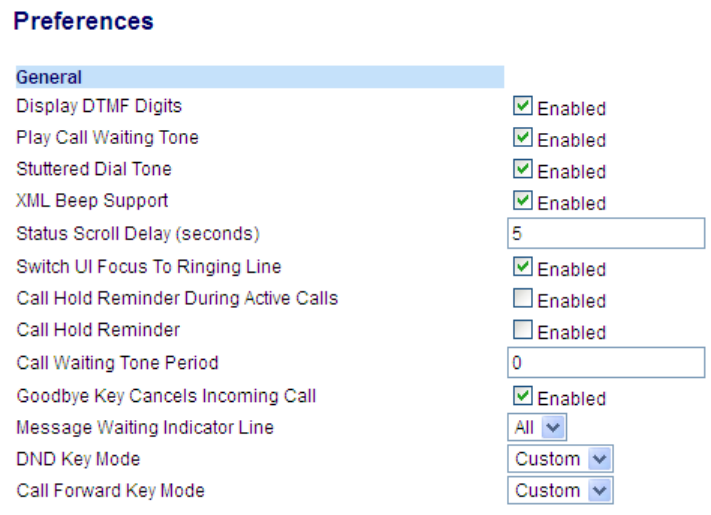 Preferences
General
Display DTMF Digits Enabled
Play Call Waiting Tone Enabled
Stuttered Dial Tone Enabled
XML Beep Support Enabled
Status Scroll Delay (seconds) 5
Switch UI Focus To Ringing Line Enabled
Call Hold Reminder During Active Calls Enabled
Call Hold Reminder Enabled
Call Waiting Tone Period 0
Goodbye Key Cancels Incoming Call Enabled
Message Waiting Indicator Line All
DND Key Mode Custom
Call Forward Key Mode Custom